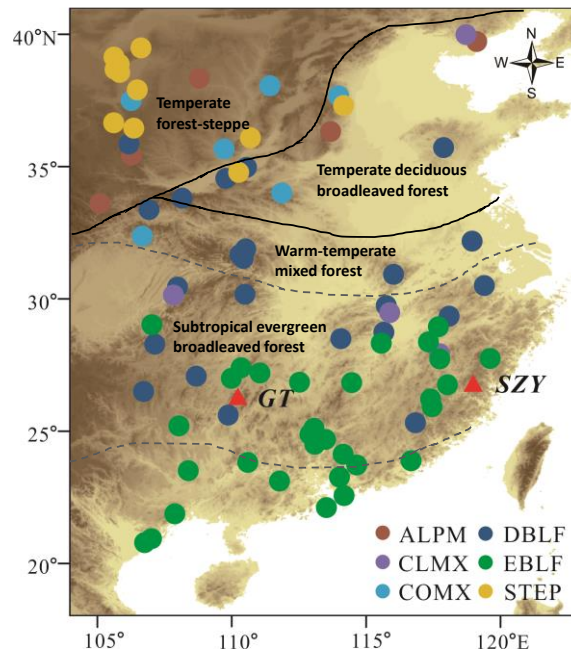 40°N
N
W E
S
Temperate
forest-steppe
Temperate deciduous
broadleaved forest
35°
Warm-temperate
mixed forest
30°
Subtropical evergreen
broadleaved forest
GT
SZY
25°
ALPM
DBLF
CLMX
EBLF
COMX
STEP
20°
105°
110°
115°
120°E